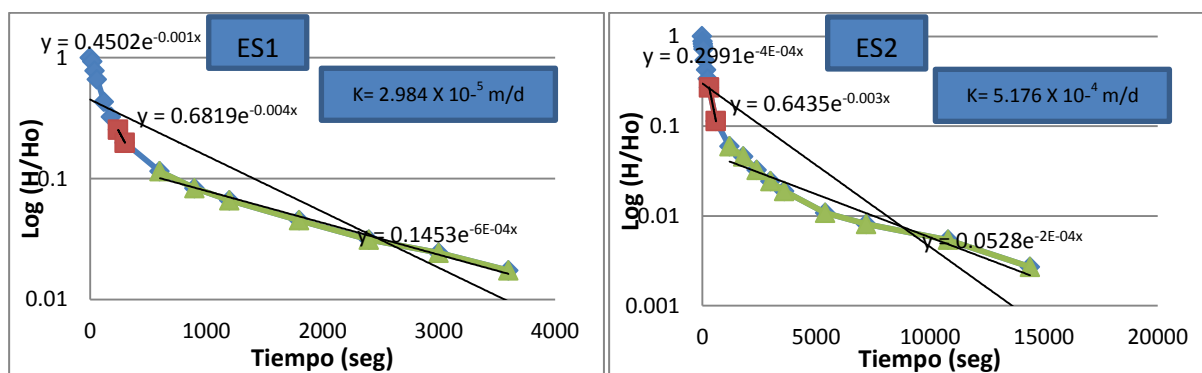 y = 0.4502e-0.001x
ES1
K= 2.984 X 10-5 m/d
y = 0.6819e-0.004x
y = 0.1453e-6E-04x
Log (H/Ho)
1
0.1
0.01
0 1000 2000 3000 4000
Tiempo (seg)
ES2
y = 0.2991e-4E-04x
K= 5.176 X 10-4 m/d
y = 0.6435e-0.003x
y = 0.0528e-2E-04x
Log (H/Ho)
1
0.1
0.01
0.001
0 5000 10000 15000 20000
Tiempo (seg)